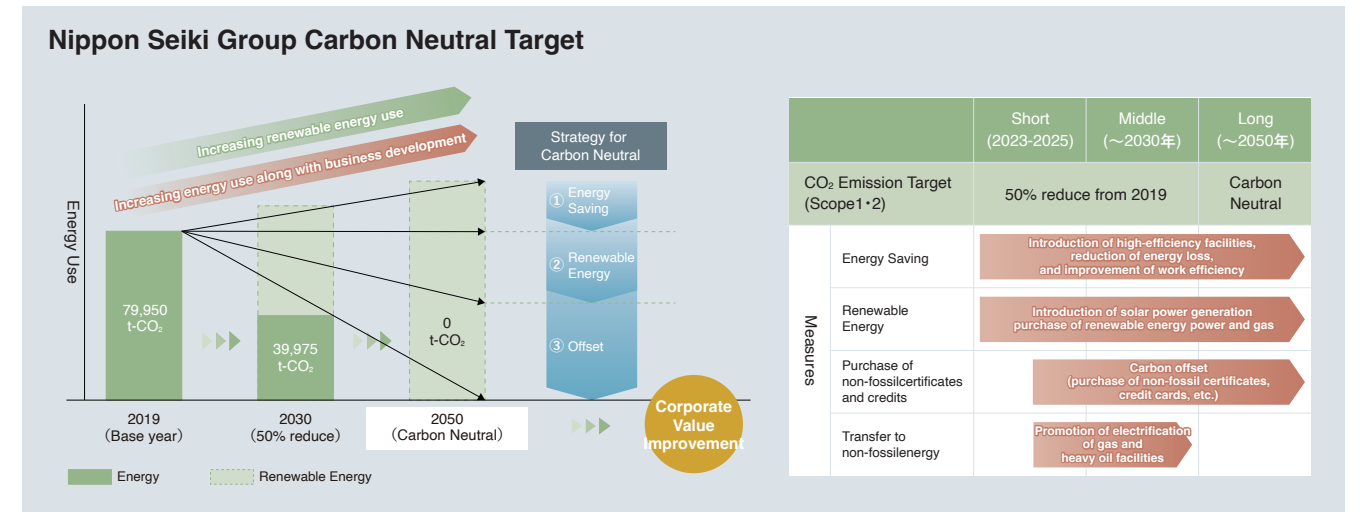 Nippon Seiki Group Carbon Neutral Target
Increasing renewable energy use
Increasing energy use along with business development
Energy Use
79,950
t-CO₂
39,975
t-CO₂
0
t-CO₂
2019
（Base year）
2030
（50% reduce）
2050
（Carbon Neutral）
Energy
Renewable Energy
Strategy for
Carbon Neutral
① Energy
Saving
② Renewable
Energy
③ Offset
Corporate
Value
Improvement
Short
(2023-2025)
Middle
(～2030年)
Long
(～2050年)
CO₂ Emission Target
(Scope1・2)
50% reduce from 2019
Carbon
Neutral
Measures
Energy Saving
Introduction of high-efficiency facilities,
reduction of energy loss,
and improvement of work efficiency
Renewable
Energy
Introduction of solar power generation
purchase of renewable energy power and gas
Purchase of
non-fossilcertificates
and credits
Carbon offset
(purchase of non-fossil certificates,
credit cards, etc.)
Transfer to
non-fossilenergy
Promotion of electrification
of gas and
heavy oil facilities